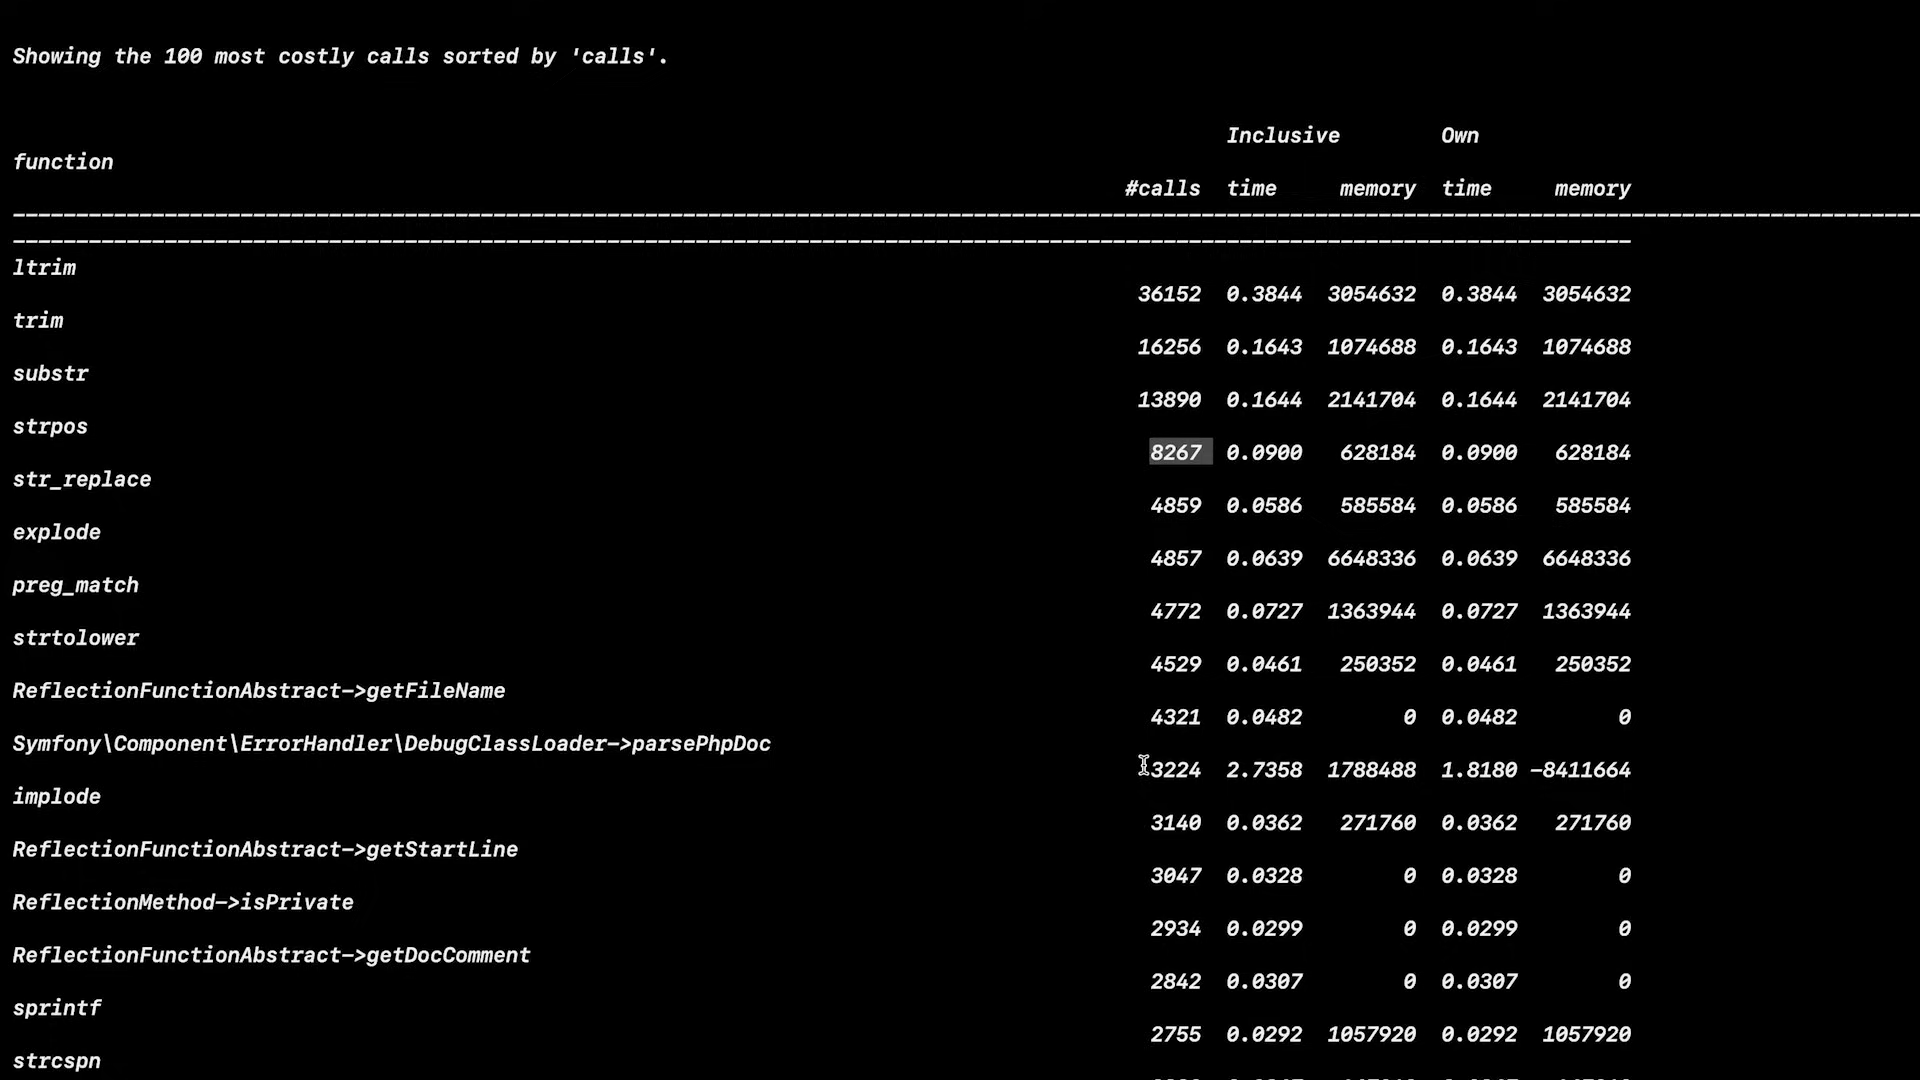 Showing the 100 most costly calls sorted by 'calls'.
Inclusive Own
function
#calls time memory time memory
ltrim
36152 0.3844 3054632 0.3844 3054632
trim
16256 0.1643 1074688 0.1643 1074688
substr
13890 0.1644 2141704 0.1644 2141704
strpos
8267 0.0900 628184 0.0900 628184
str_replace
4859 0.0586 585584 0.0586 585584
explode
4857 0.0639 6648336 0.0639 6648336
preg_match
4772 0.0727 1363944 0.0727 1363944
strtolower
4529 0.0461 250352 0.0461 250352
ReflectionFunctionAbstract->getFileName
4321 0.0482 0 0.0482 0
Symfony\Component\ErrorHandler\DebugClassLoader->parsePhpDoc
3224 2.7358 1788488 1.8180 -8411664
implode
3140 0.0362 271760 0.0362 271760
ReflectionFunctionAbstract->getStartLine
3047 0.0328 0 0.0328 0
ReflectionMethod->isPrivate
2934 0.0299 0 0.0299 0
ReflectionFunctionAbstract->getDocComment
2842 0.0307 0 0.0307 0
sprintf
2755 0.0292 1057920 0.0292 1057920
strcspn